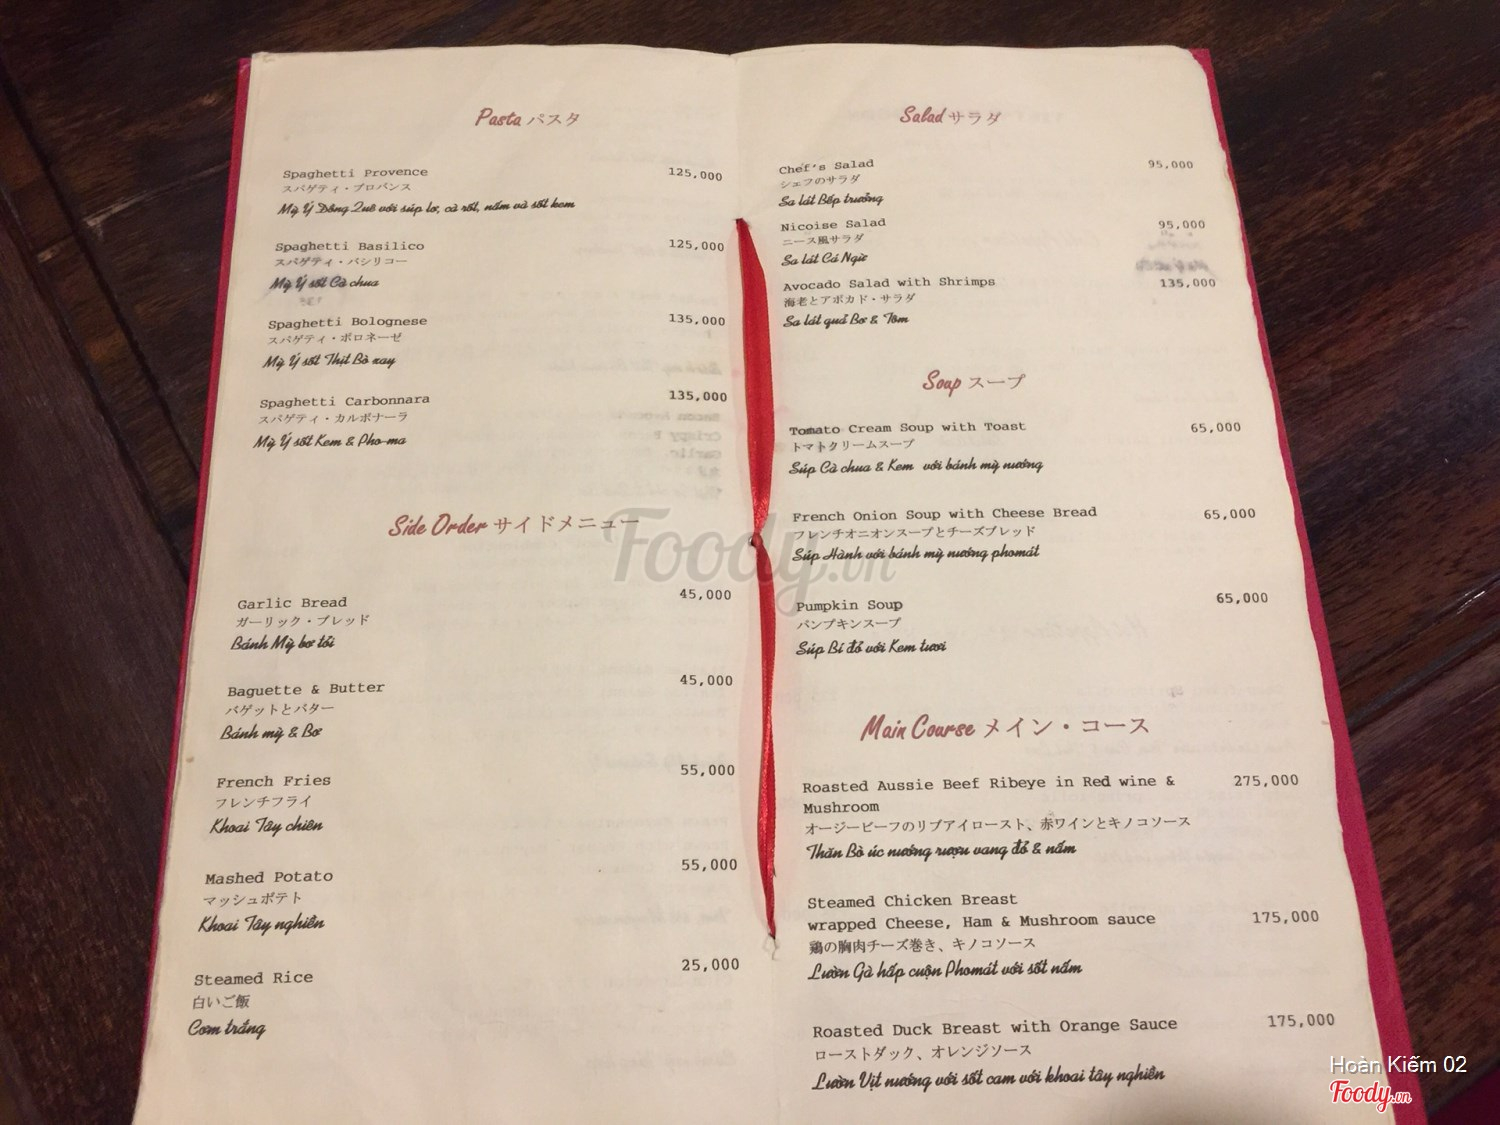 Pasta パスタ
Spaghetti Provence 125,000
スパゲティ・プロバンス
Mỳ Ý Đồng Quê với súp lơ, cà rốt, nấm và sốt kem
Spaghetti Basilico 125,000
スパゲティ・バシリコー
Mỳ Ý sốt Cà chua
Spaghetti Bolognese 135,000
スパゲティ・ボロネーゼ
Mỳ Ý sốt Thịt Bò xay
Spaghetti Carbonnara 135,000
スパゲティ・カルボナーラ
Mỳ Ý sốt Kem & Pho-ma
Side Order サイドメニュー
Garlic Bread 45,000
ガーリック・ブレッド
Bánh Mỳ bơ tỏi
Baguette & Butter 45,000
バゲットとバター
Bánh mỳ & Bơ
French Fries 55,000
フレンチフライ
Khoai Tây chiên
Mashed Potato 55,000
マッシュポテト
Khoai Tây nghiền
Steamed Rice 25,000
白いご飯
Cơm trắng
Salad サラダ
Chef's Salad 95,000
シェフのサラダ
Sa lát Bếp trưởng
Nicoise Salad 95,000
ニース風サラダ
Sa lát Cá Ngừ
Avocado Salad with Shrimps 135,000
海老とアボカド・サラダ
Sa lát quả Bơ & Tôm
Soup スープ
Tomato Cream Soup with Toast 65,000
トマトクリームスープ
Súp Cà chua & Kem với bánh mỳ nướng
French Onion Soup with Cheese Bread 65,000
フレンチオニオンスープとチーズブレッド
Súp Hành với bánh mỳ nướng phomát
Pumpkin Soup 65,000
パンプキンスープ
Súp Bí đỏ với Kem tươi
Main Course メイン・コース
Roasted Aussie Beef Ribeye in Red wine & 275,000
Mushroom
オージービーフのリブアイロースト、赤ワインとキノコソース
Thăn Bò úc nướng rượu vang đỏ & nấm
Steamed Chicken Breast
wrapped Cheese, Ham & Mushroom sauce 175,000
鶏の胸肉チーズ巻き、キノコソース
Lườn Gà hấp cuộn Phomát với sốt nấm
Roasted Duck Breast with Orange Sauce 175,000
ローストダック、オレンジソース
Lườn Vịt nướng với sốt cam với khoai tây nghiền
Foody.vn
Hoàn Kiếm 02
Foody.vn